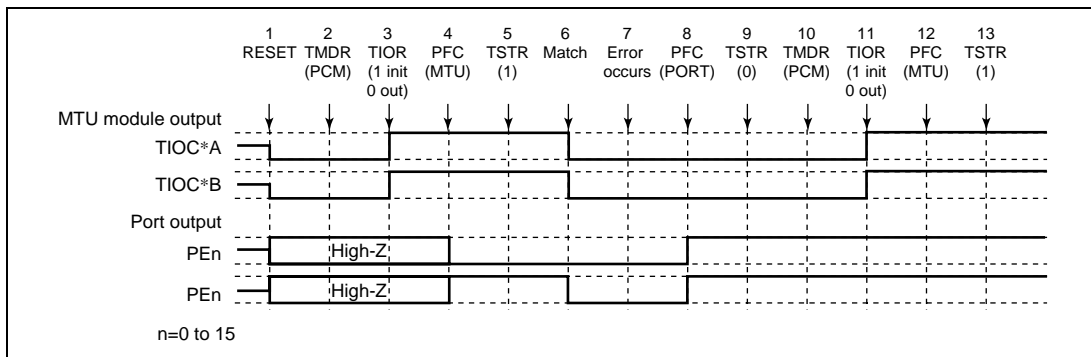 1 2 3 4 5 6 7 8 9 10 11 12 13
RESET TMDR TIOR PFC TSTR Match Error PFC TSTR TMDR TIOR PFC TSTR
(PCM) (1 init (MTU) (1) occurs (PORT) (0) (PCM) (1 init (MTU) (1)
0 out) 0 out)
MTU module output
TIOC*A
TIOC*B
Port output
PEn High-Z
PEn High-Z
n=0 to 15